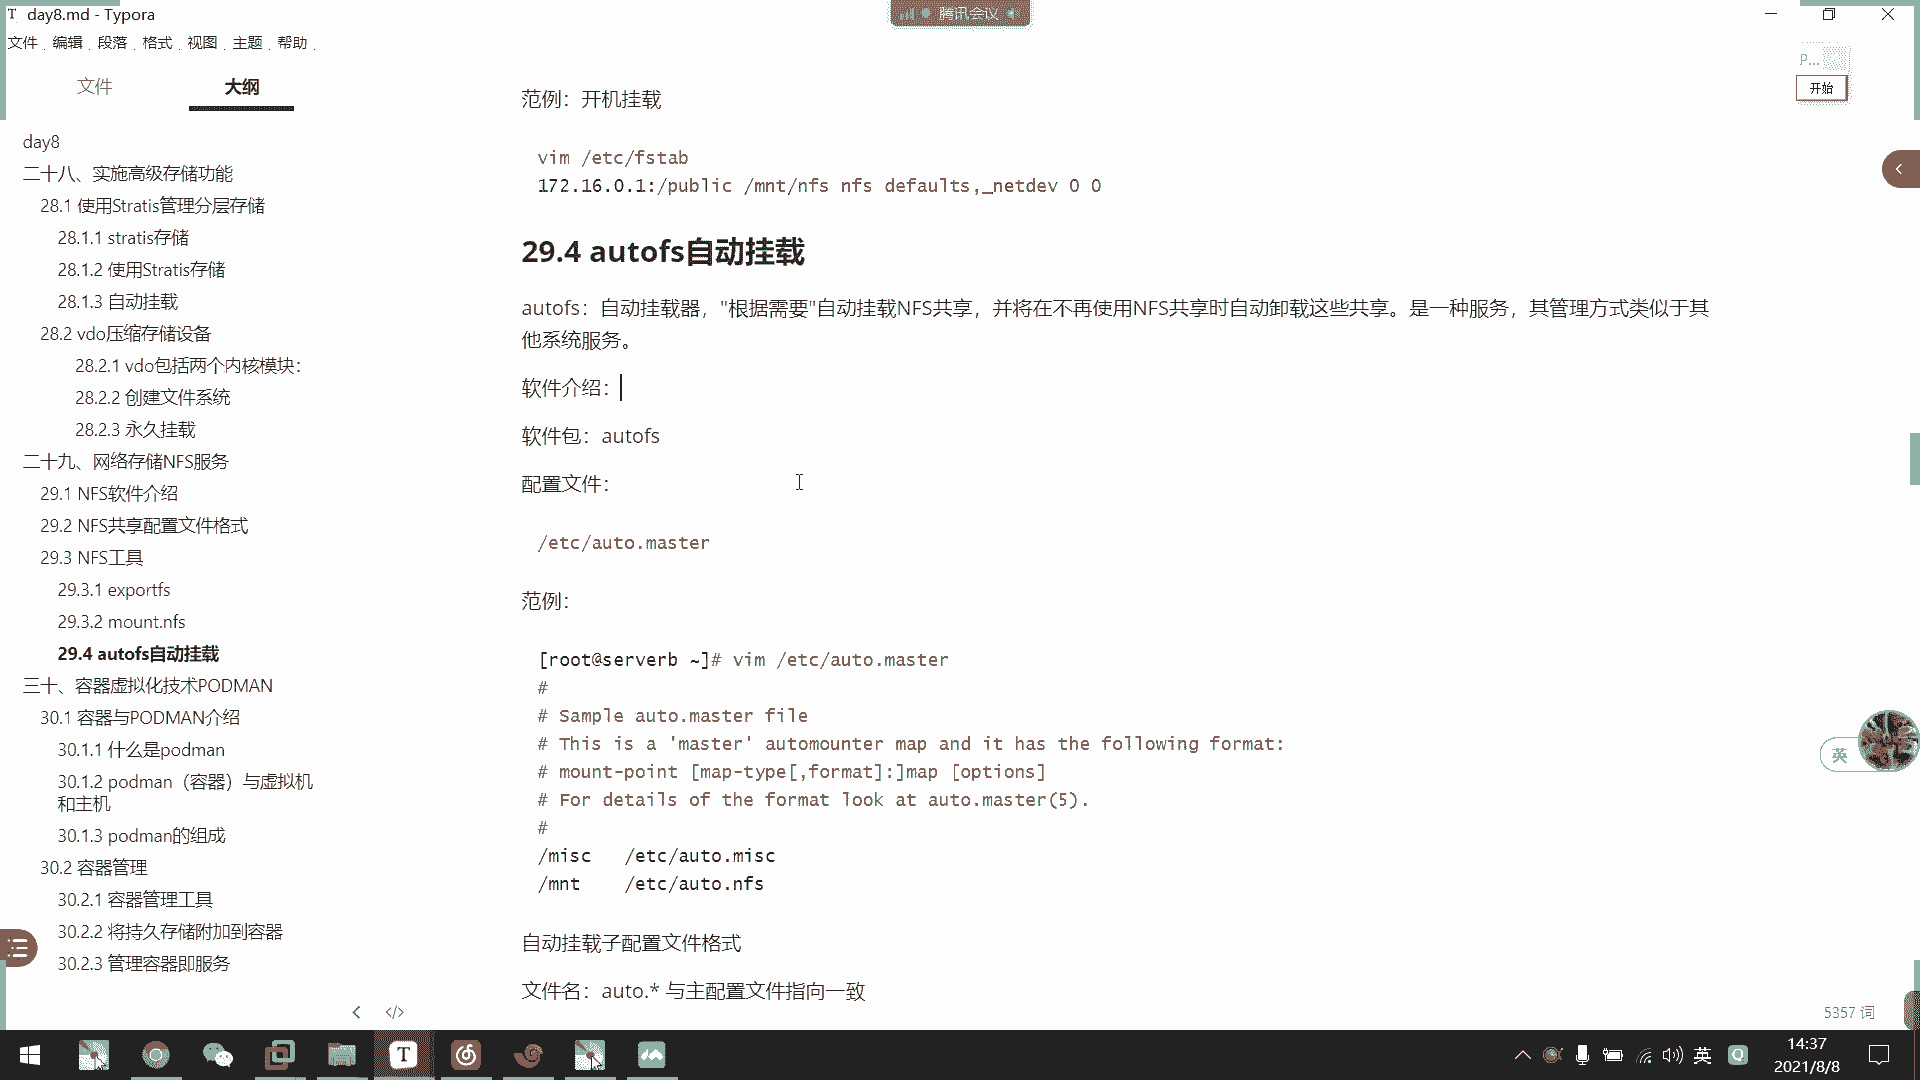 day8.md - Typora
腾讯会议
文件 编辑 段落 格式 视图 主题 帮助
P...
开始
文件 大纲
day8
二十八、实施高级存储功能
28.1 使用Stratis管理分层存储
28.1.1 stratis存储
28.1.2 使用Stratis存储
28.1.3 自动挂载
28.2 vdo压缩存储设备
28.2.1 vdo包括两个内核模块：
28.2.2 创建文件系统
28.2.3 永久挂载
二十九、网络存储NFS服务
29.1 NFS软件介绍
29.2 NFS共享配置文件格式
29.3 NFS工具
29.3.1 exportfs
29.3.2 mount.nfs
29.4 autofs自动挂载
三十、容器虚拟化技术PODMAN
30.1 容器与PODMAN介绍
30.1.1 什么是podman
30.1.2 podman（容器）与虚拟机
和主机
30.1.3 podman的组成
30.2 容器管理
30.2.1 容器管理工具
30.2.2 将持久存储附加到容器
30.2.3 管理容器即服务
范例：开机挂载
vim /etc/fstab
172.16.0.1:/public /mnt/nfs nfs defaults,_netdev 0 0
29.4 autofs自动挂载
autofs：自动挂载器，"根据需要"自动挂载NFS共享，并将在不再使用NFS共享时自动卸载这些共享。是一种服务，其管理方式类似于其
他系统服务。
软件介绍：
软件包：autofs
配置文件：
/etc/auto.master
范例：
[root@serverb ~]# vim /etc/auto.master
#
# Sample auto.master file
# This is a 'master' automounter map and it has the following format:
# mount-point [map-type[,format]:]map [options]
# For details of the format look at auto.master(5).
#
/misc /etc/auto.misc
/mnt /etc/auto.nfs
自动挂载子配置文件格式
文件名：auto.* 与主配置文件指向一致
英
5357 词
英
14:37
2021/8/8